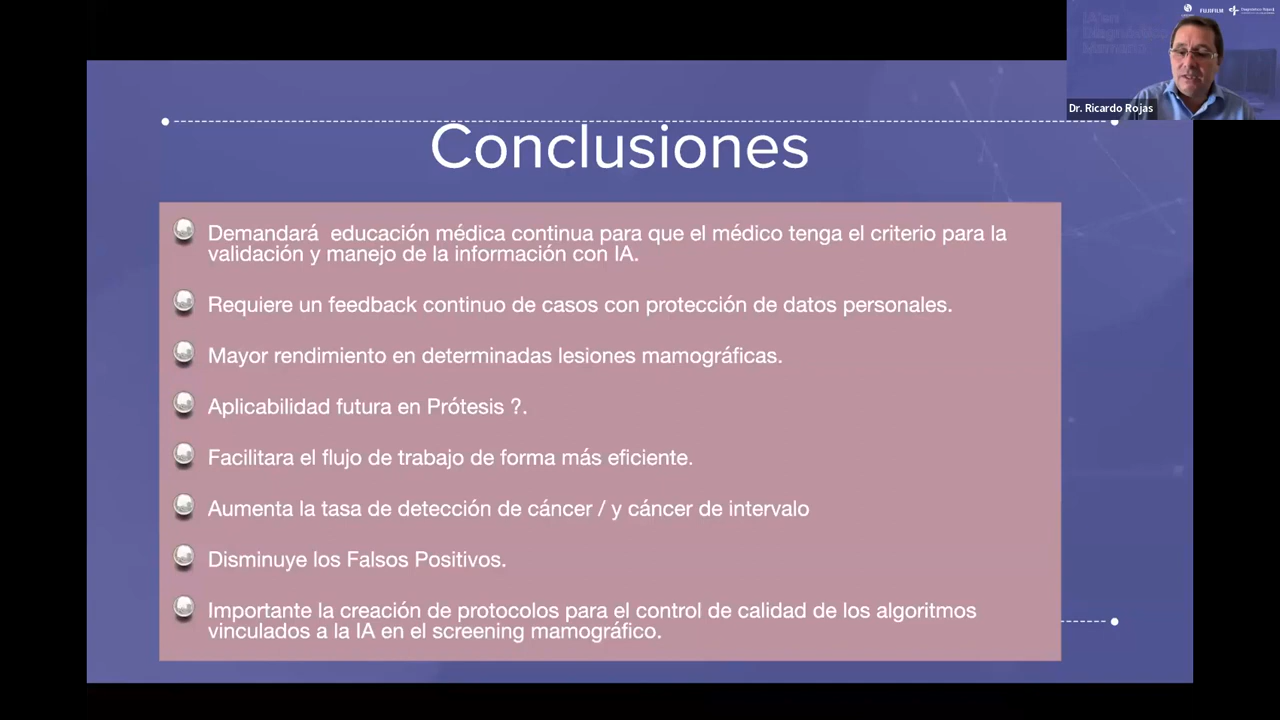 FUJIFILM
IA en
Diagnóstico
Mamario
Dr. Ricardo Rojas
Conclusiones
Demandará educación médica continua para que el médico tenga el criterio para la
validación y manejo de la información con IA.
Requiere un feedback continuo de casos con protección de datos personales.
Mayor rendimiento en determinadas lesiones mamográficas.
Aplicabilidad futura en Prótesis ?.
Facilitara el flujo de trabajo de forma más eficiente.
Aumenta la tasa de detección de cáncer / y cáncer de intervalo
Disminuye los Falsos Positivos.
Importante la creación de protocolos para el control de calidad de los algoritmos
vinculados a la IA en el screening mamográfico.